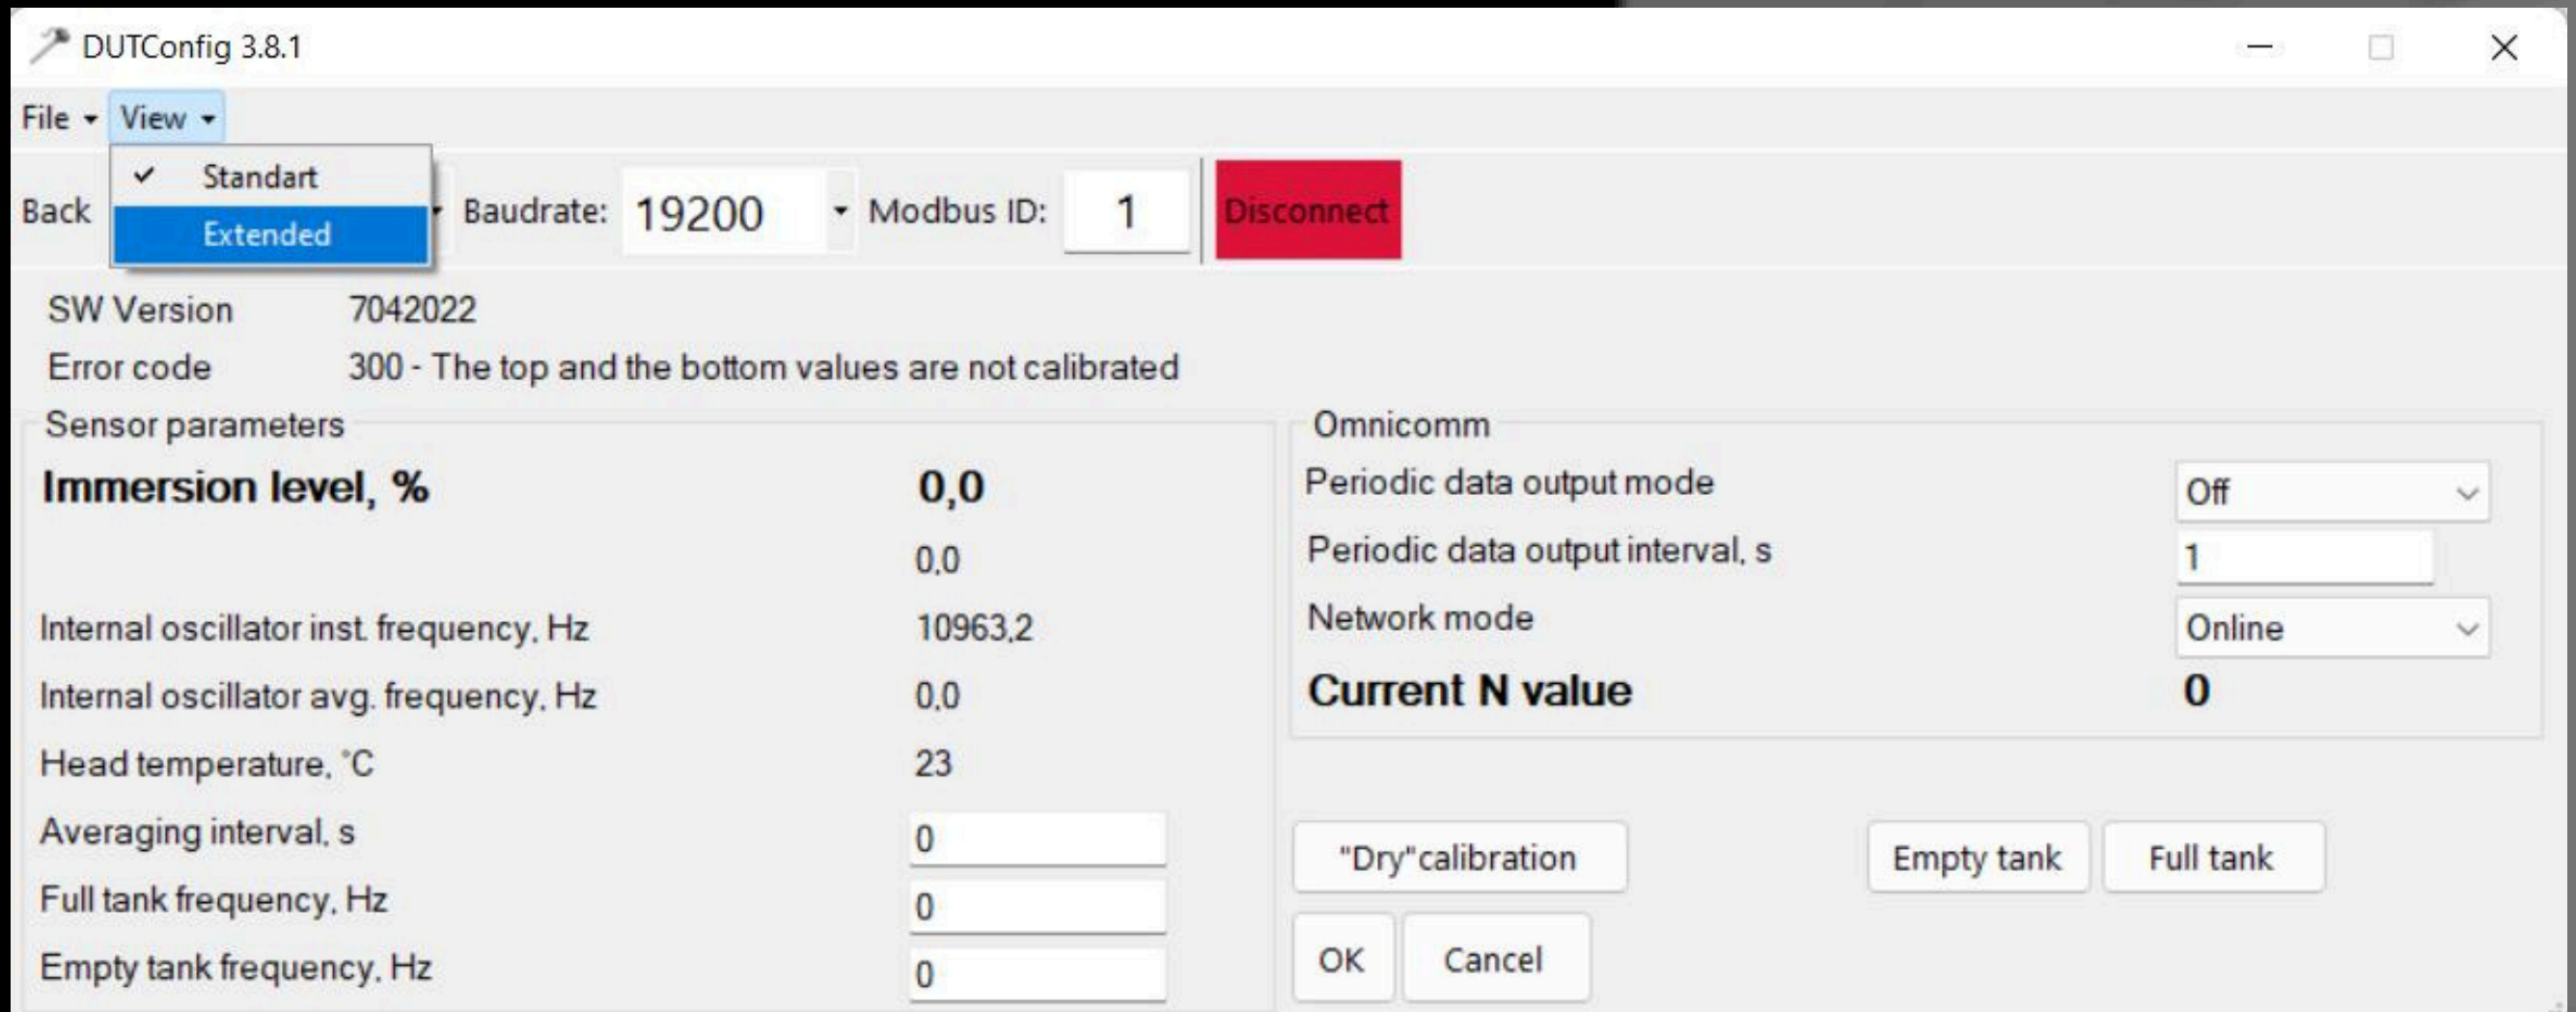 DUTConfig 3.8.1
File View
Standart
Extended
Back Baudrate: 19200 Modbus ID: 1 Disconnect
SW Version 7042022
Error code 300 - The top and the bottom values are not calibrated
Sensor parameters
Immersion level, % 0,0
0,0
Internal oscillator inst. frequency, Hz 10963,2
Internal oscillator avg. frequency, Hz 0,0
Head temperature, °C 23
Averaging interval, s 0
Full tank frequency, Hz 0
Empty tank frequency, Hz 0
Omnicomm
Periodic data output mode Off
Periodic data output interval, s 1
Network mode Online
Current N value 0
"Dry"calibration Empty tank Full tank
OK Cancel